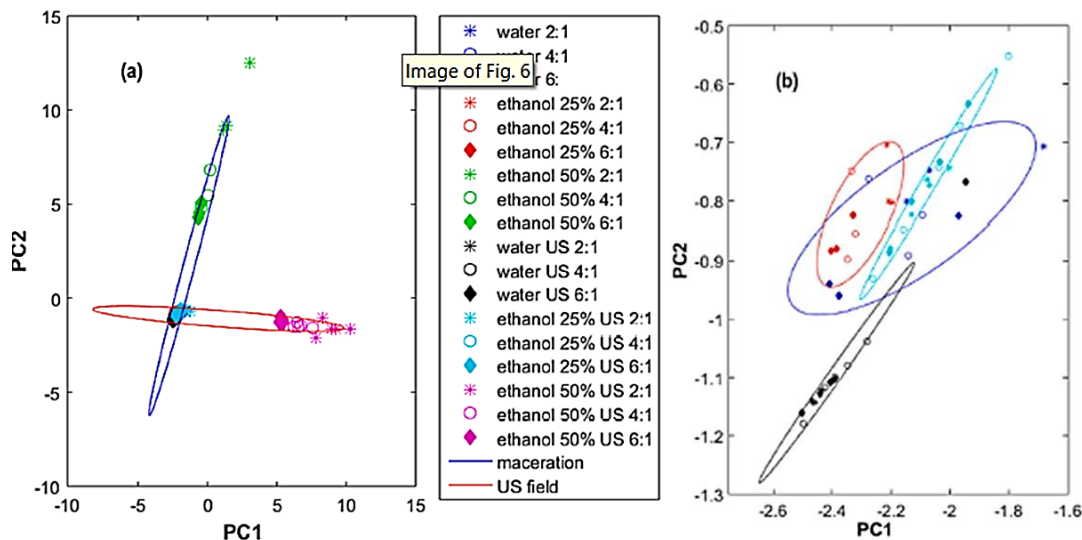 (a)
15
10
5
0
-5
-10
-10
-5
0
5
10
15
PC2
PC1
water 2:1
water 4:1
Image of Fig. 6
6:
ethanol 25% 2:1
ethanol 25% 4:1
ethanol 25% 6:1
ethanol 50% 2:1
ethanol 50% 4:1
ethanol 50% 6:1
water US 2:1
water US 4:1
water US 6:1
ethanol 25% US 2:1
ethanol 25% US 4:1
ethanol 25% US 6:1
ethanol 50% US 2:1
ethanol 50% US 4:1
ethanol 50% US 6:1
maceration
US field
(b)
-0.5
-0.6
-0.7
-0.8
-0.9
-1
-1.1
-1.2
-1.3
-2.6
-2.4
-2.2
-2
-1.8
-1.6
PC2
PC1